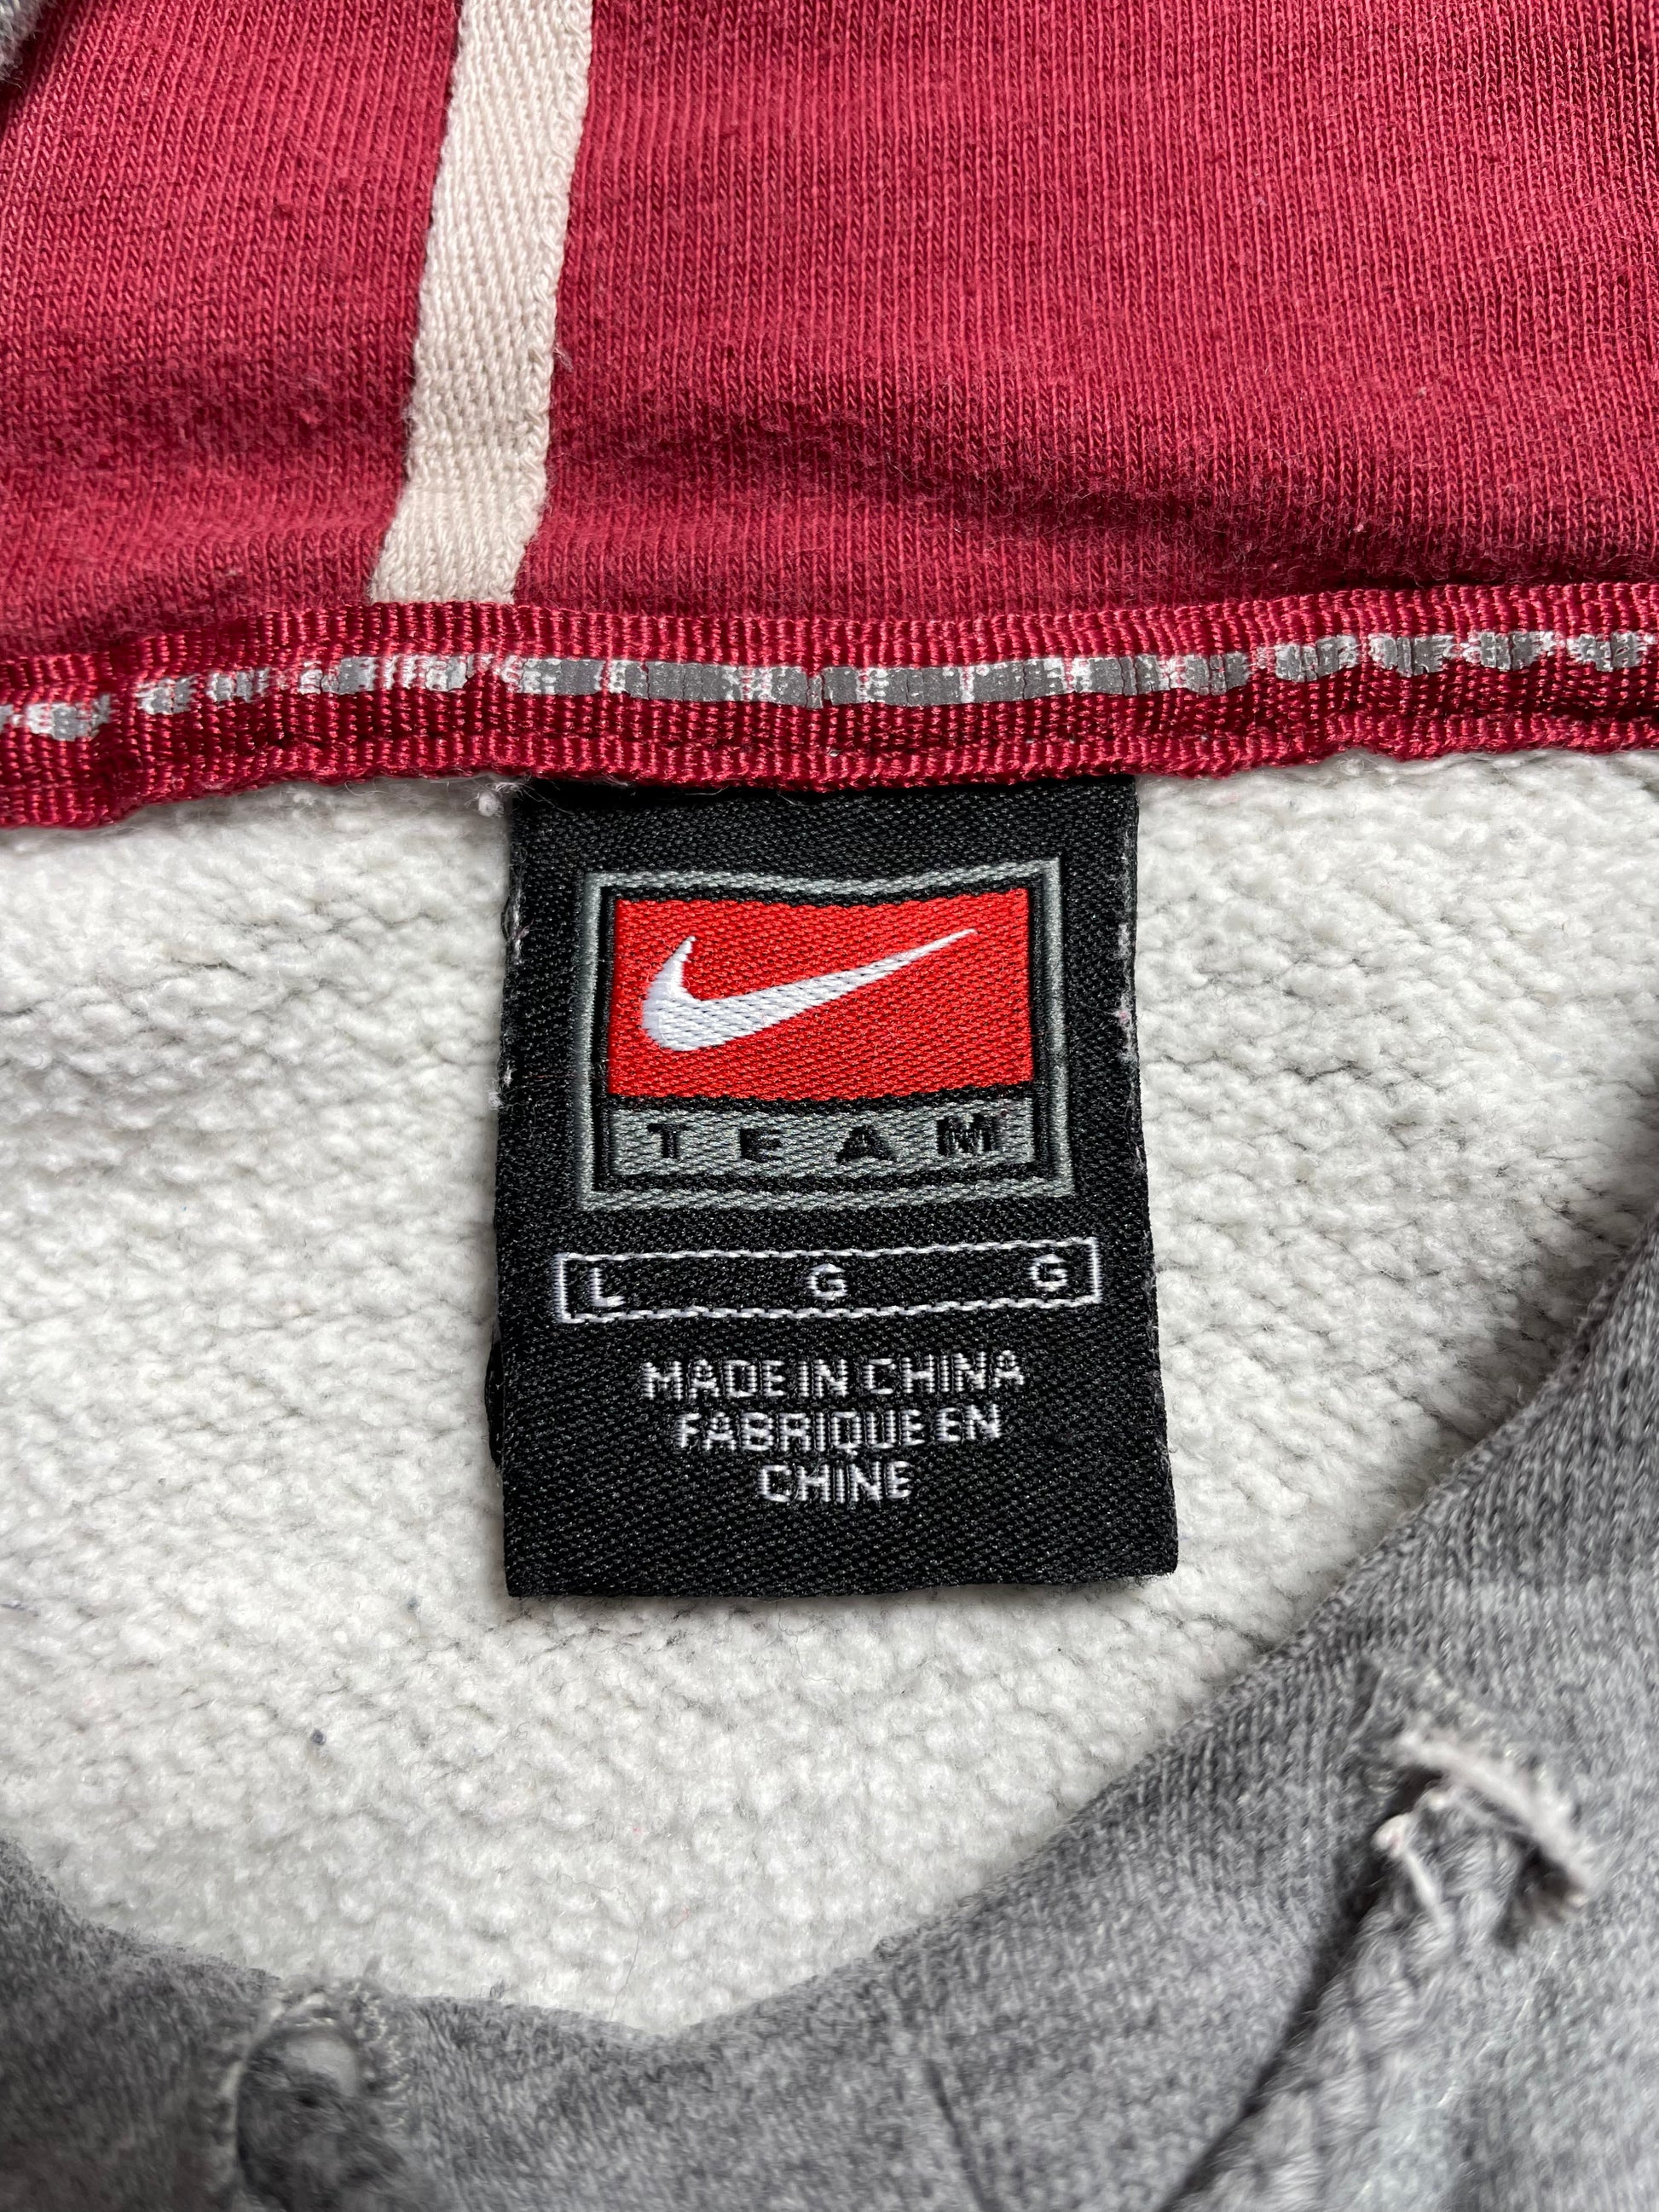 TEAM
L G G
MADE IN CHINA
FABRIQUE EN
CHINE